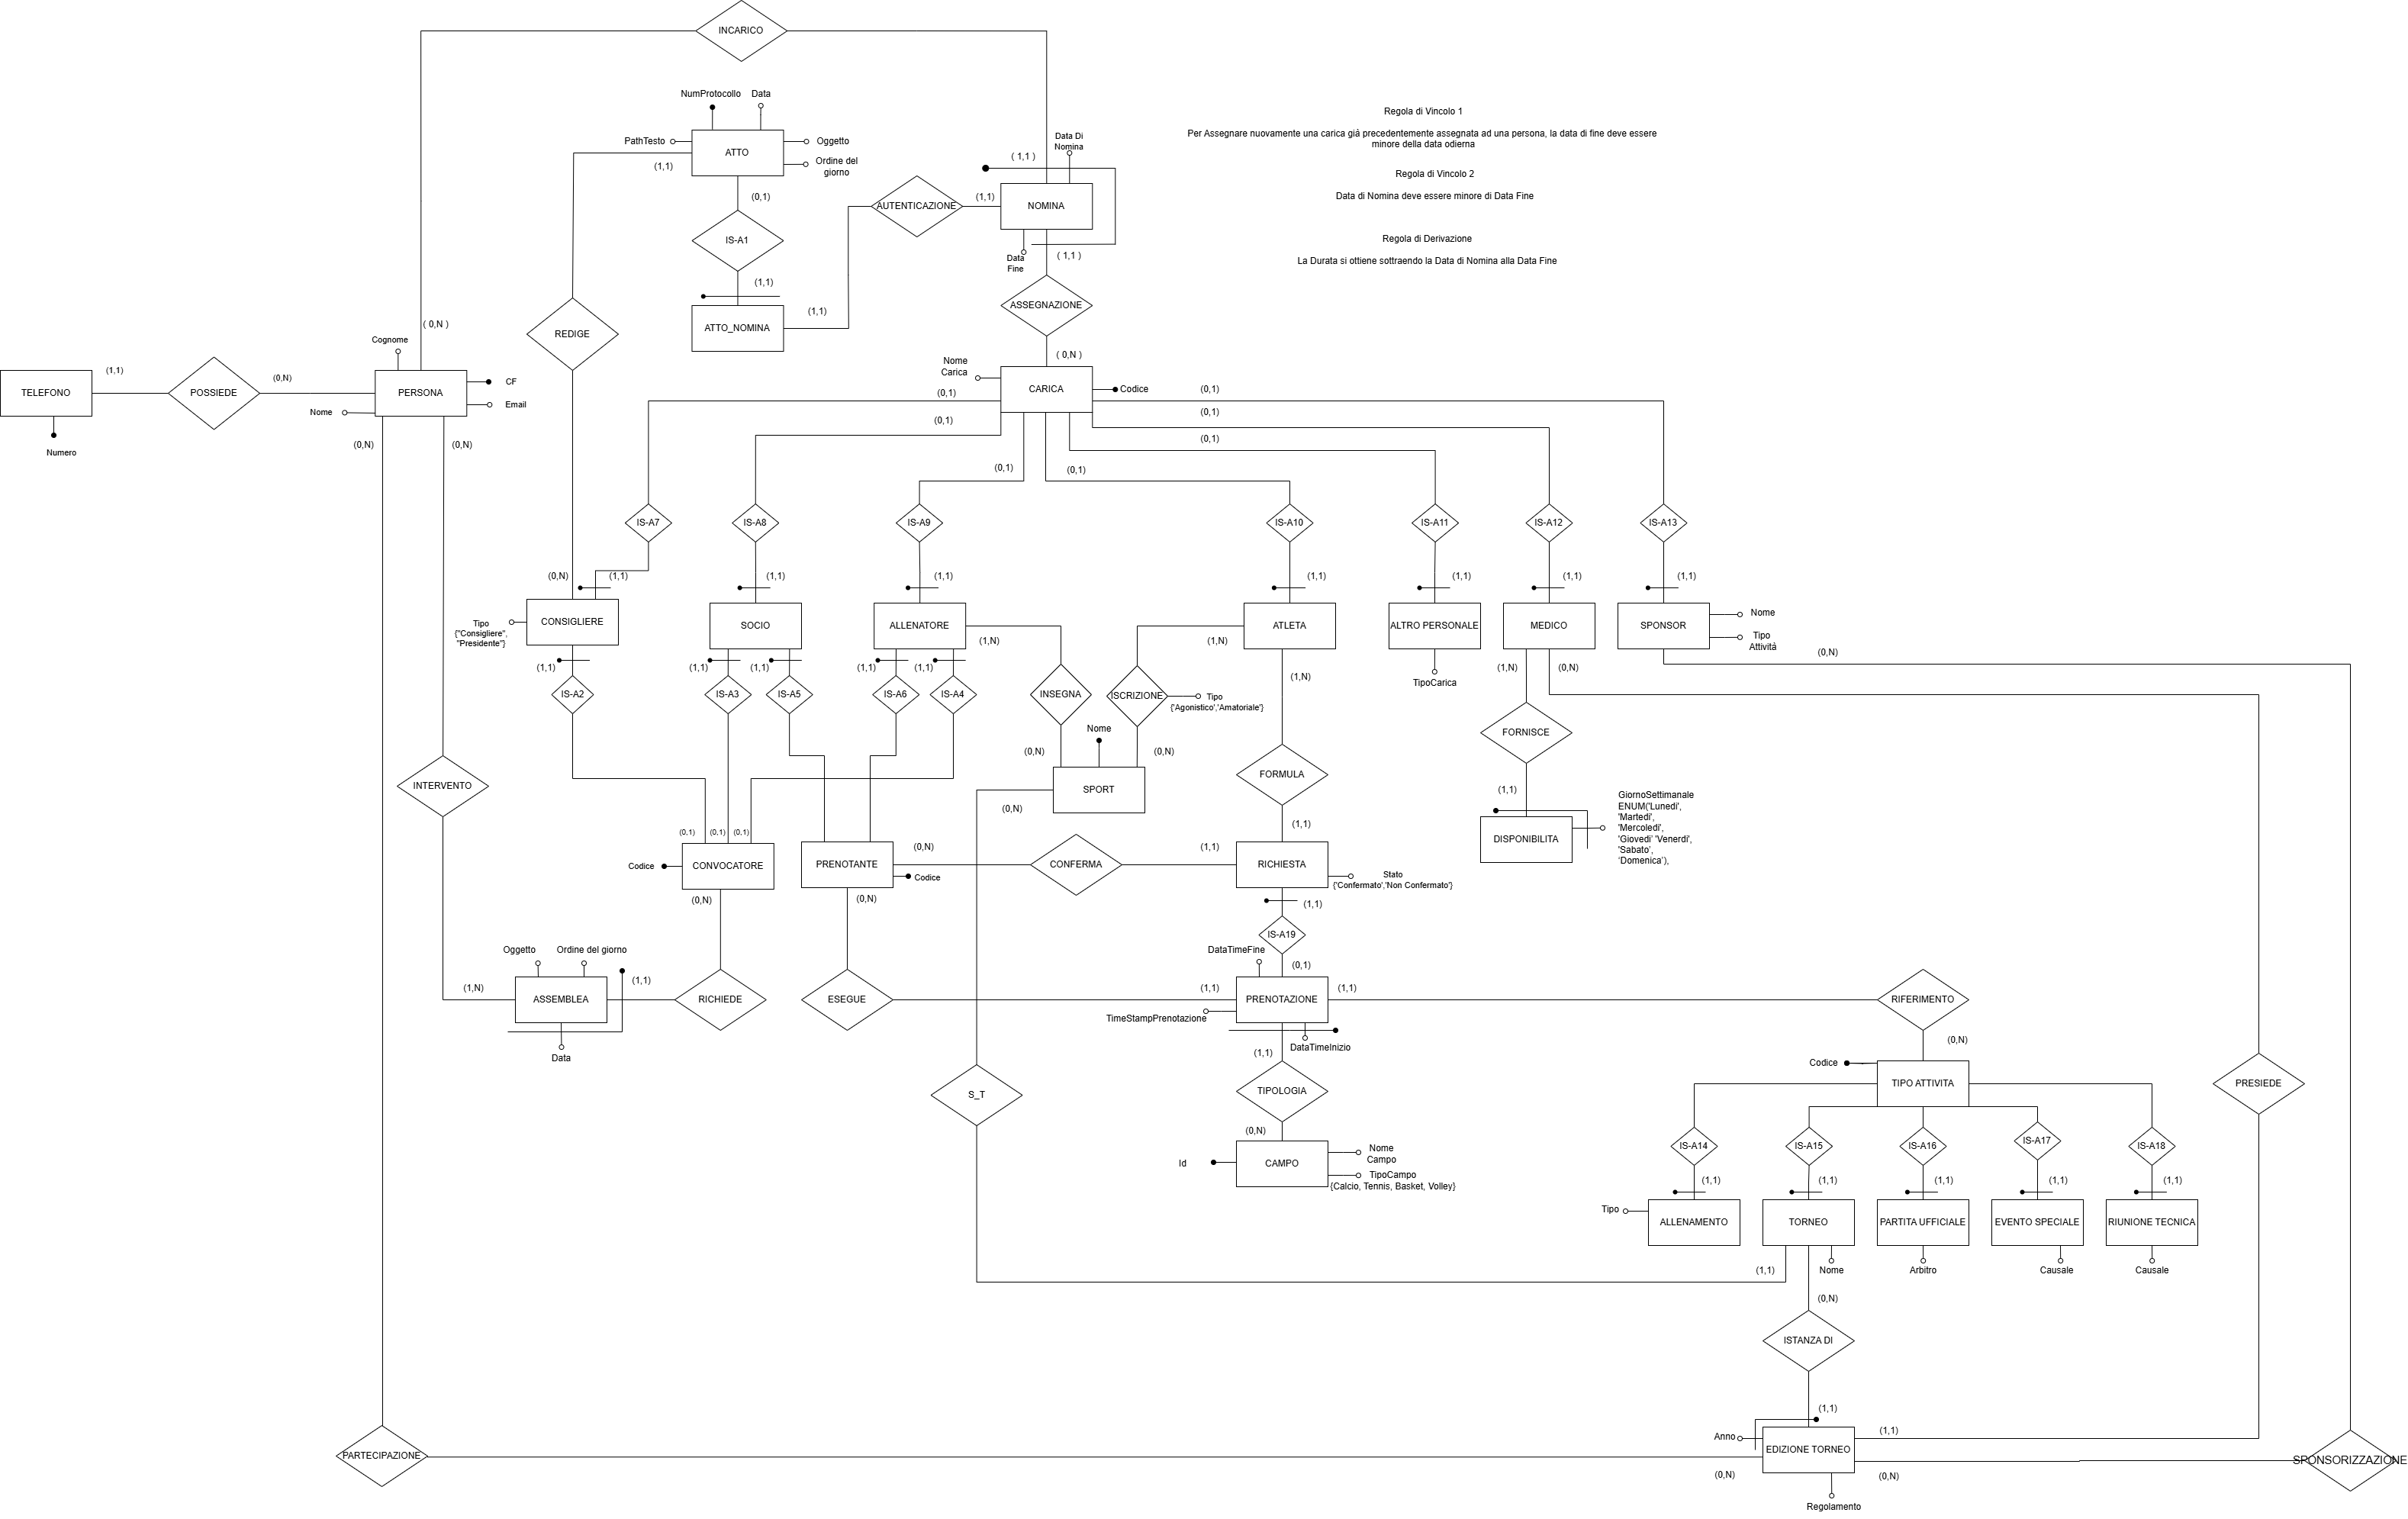 INCARICO
NumProtocollo
Data
PathTesto
ATTO
Oggetto
Ordine del
giorno
(1,1)
(0,1)
IS-A1
(1,1)
ATTO_NOMINA
(1,1)
AUTENTICAZIONE
(1,1)
( 1,1 )
Data Di
Nomina
NOMINA
Data
Fine
( 1,1 )
ASSEGNAZIONE
( 0,N )
Regola di Vincolo 1
Per Assegnare nuovamente una carica giá precedentemente assegnata ad una persona, la data di fine deve essere
minore della data odierna
Regola di Vincolo 2
Data di Nomina deve essere minore di Data Fine
Regola di Derivazione
La Durata si ottiene sottraendo la Data di Nomina alla Data Fine
REDIGE
( 0,N )
Cognome
TELEFONO
(1,1)
POSSIEDE
(0,N)
PERSONA
CF
Email
Nome
Numero
(0,N)
(0,N)
Nome
Carica
CARICA
Codice
(0,1)
(0,1)
(0,1)
(0,1)
(0,1)
(0,1)
(0,1)
IS-A7
IS-A8
IS-A9
IS-A10
IS-A11
IS-A12
IS-A13
(0,N)
(1,1)
(1,1)
(1,1)
(1,1)
(1,1)
(1,1)
(1,1)
Tipo
{"Consigliere",
"Presidente"}
CONSIGLIERE
SOCIO
ALLENATORE
ATLETA
ALTRO PERSONALE
MEDICO
SPONSOR
Nome
Tipo
Attività
(1,1)
(1,1)
(1,1)
(1,1)
(1,1)
(1,N)
(1,N)
(1,N)
TipoCarica
(1,N)
(0,N)
(0,N)
IS-A2
IS-A3
IS-A5
IS-A6
IS-A4
INSEGNA
ISCRIZIONE
Tipo
{'Agonistico','Amatoriale'}
Nome
(0,N)
(0,N)
SPORT
(0,N)
FORMULA
FORNISCE
(1,1)
GiornoSettimanale
ENUM('Lunedi',
'Martedi',
'Mercoledi',
'Giovedi' 'Venerdi',
'Sabato',
‘Domenica’),
DISPONIBILITA
INTERVENTO
(0,1)
(0,1)
(0,1)
Codice
CONVOCATORE
(0,N)
PRENOTANTE
Codice
(0,N)
(0,N)
CONFERMA
(1,1)
(1,1)
RICHIESTA
Stato
{'Confermato','Non Confermato'}
(1,1)
IS-A19
DataTimeFine
(0,1)
Oggetto
Ordine del giorno
(1,N)
ASSEMBLEA
(1,1)
RICHIEDE
Data
ESEGUE
(1,1)
PRENOTAZIONE
(1,1)
TimeStampPrenotazione
DataTimeInizio
(1,1)
RIFERIMENTO
(0,N)
Codice
TIPO ATTIVITA
PRESIEDE
S_T
TIPOLOGIA
(0,N)
Id
CAMPO
Nome
Campo
TipoCampo
{Calcio, Tennis, Basket, Volley}
IS-A14
IS-A15
IS-A16
IS-A17
IS-A18
(1,1)
(1,1)
(1,1)
(1,1)
(1,1)
Tipo
ALLENAMENTO
TORNEO
PARTITA UFFICIALE
EVENTO SPECIALE
RIUNIONE TECNICA
(1,1)
Nome
Arbitro
Causale
Causale
(0,N)
ISTANZA DI
(1,1)
Anno
(1,1)
EDIZIONE TORNEO
PARTECIPAZIONE
SPONSORIZZAZIONE
(0,N)
(0,N)
Regolamento